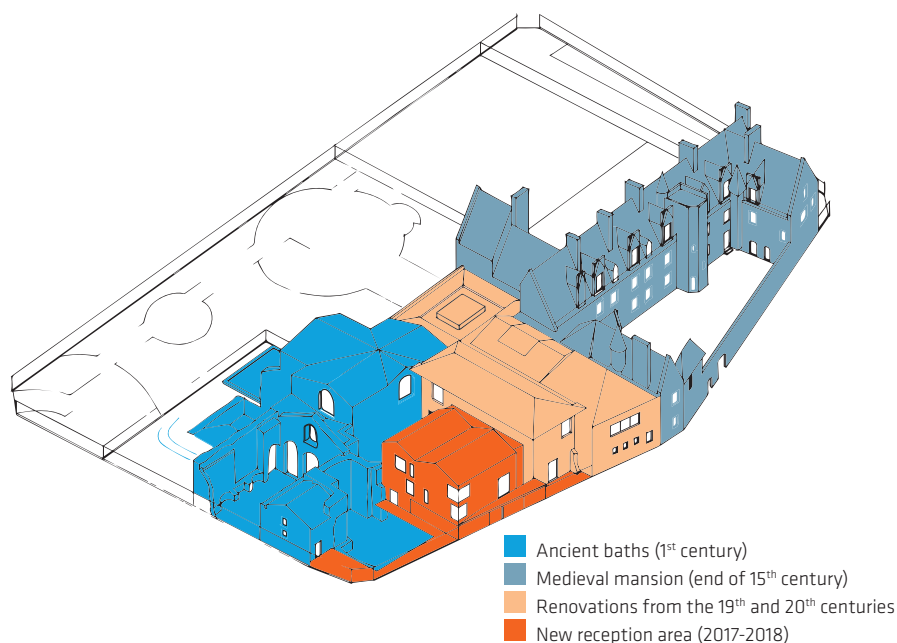 Ancient baths (1st century)
Medieval mansion (end of 15th century)
Renovations from the 19th and 20th centuries
New reception area (2017-2018)